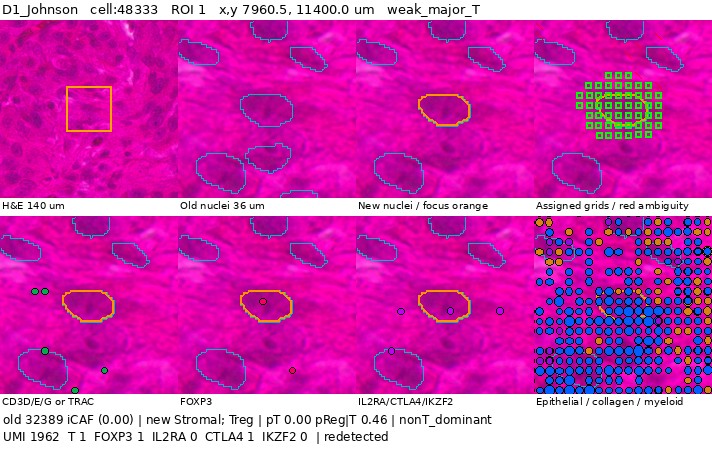 D1_Johnson cell:48333 ROI 1 x,y 7960.5, 11400.0 um weak_major_T
H&E 140 um
Old nuclei 36 um
New nuclei / focus orange
Assigned grids / red ambiguity
CD3D/E/G or TRAC
FOXP3
IL2RA/CTLA4/IKZF2
Epithelial / collagen / myeloid
old 32389 iCAF (0.00) | new Stromal; Treg | pT 0.00 pReg|T 0.46 | nonT_dominant
UMI 1962 T 1 FOXP3 1 IL2RA 0 CTLA4 1 IKZF2 0 | redetected